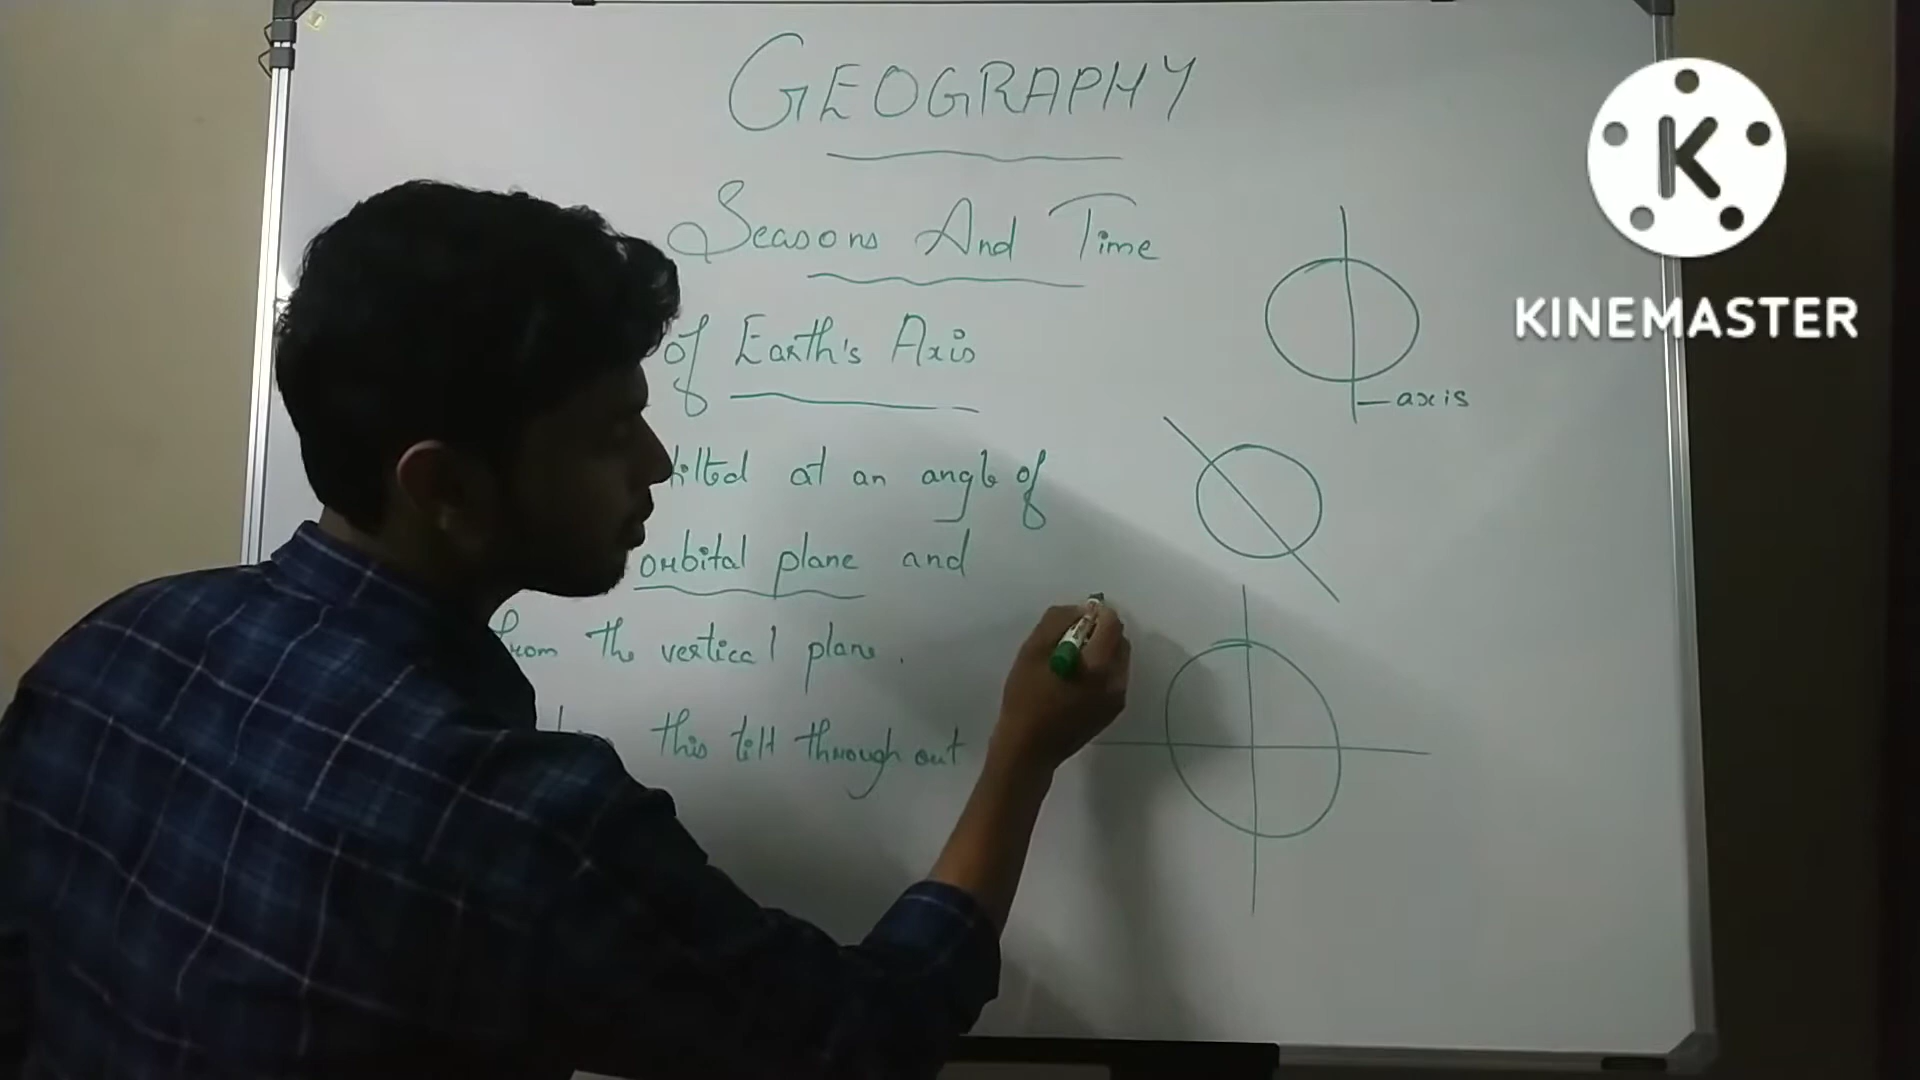 GEOGRAPHY
Seasons And Time
of Earth's Axis
tilted at an angle of
orbital plane and
from the vertical plane.
this tilt through out
axis
K
KINEMASTER